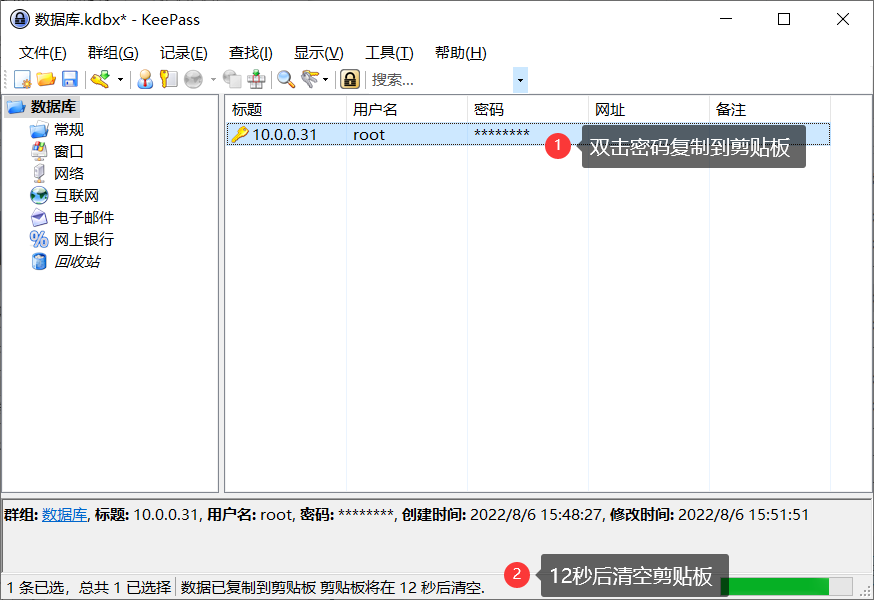 数据库.kdbx* - KeePass
文件(F) 群组(G) 记录(E) 查找(I) 显示(V) 工具(T) 帮助(H)
搜索...
数据库
常规
窗口
网络
互联网
电子邮件
网上银行
回收站
标题 用户名 密码 网址 备注
10.0.0.31 root ********
1 双击密码复制到剪贴板
群组: 数据库, 标题: 10.0.0.31, 用户名: root, 密码: ********, 创建时间: 2022/8/6 15:48:27, 修改时间: 2022/8/6 15:51:51
1 条已选，总共 1 已选择 数据已复制到剪贴板 剪贴板将在 12 秒后清空.
2 12秒后清空剪贴板